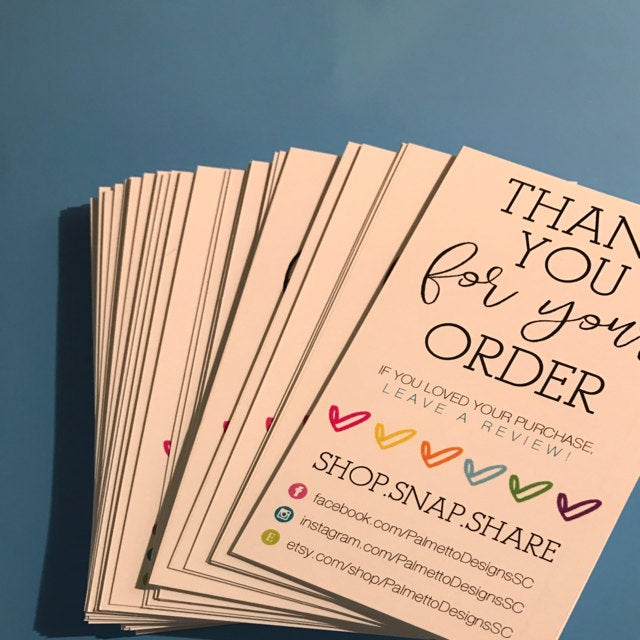 THAN
YOU
for your
ORDER
IF YOU LOVED YOUR PURCHASE,
LEAVE A REVIEW!
SHOP.SNAP.SHARE
facebook.com/PalmettoDesignsSC
instagram.com/PalmettoDesignsSC
E etsy.com/shop/PalmettoDesignsSC